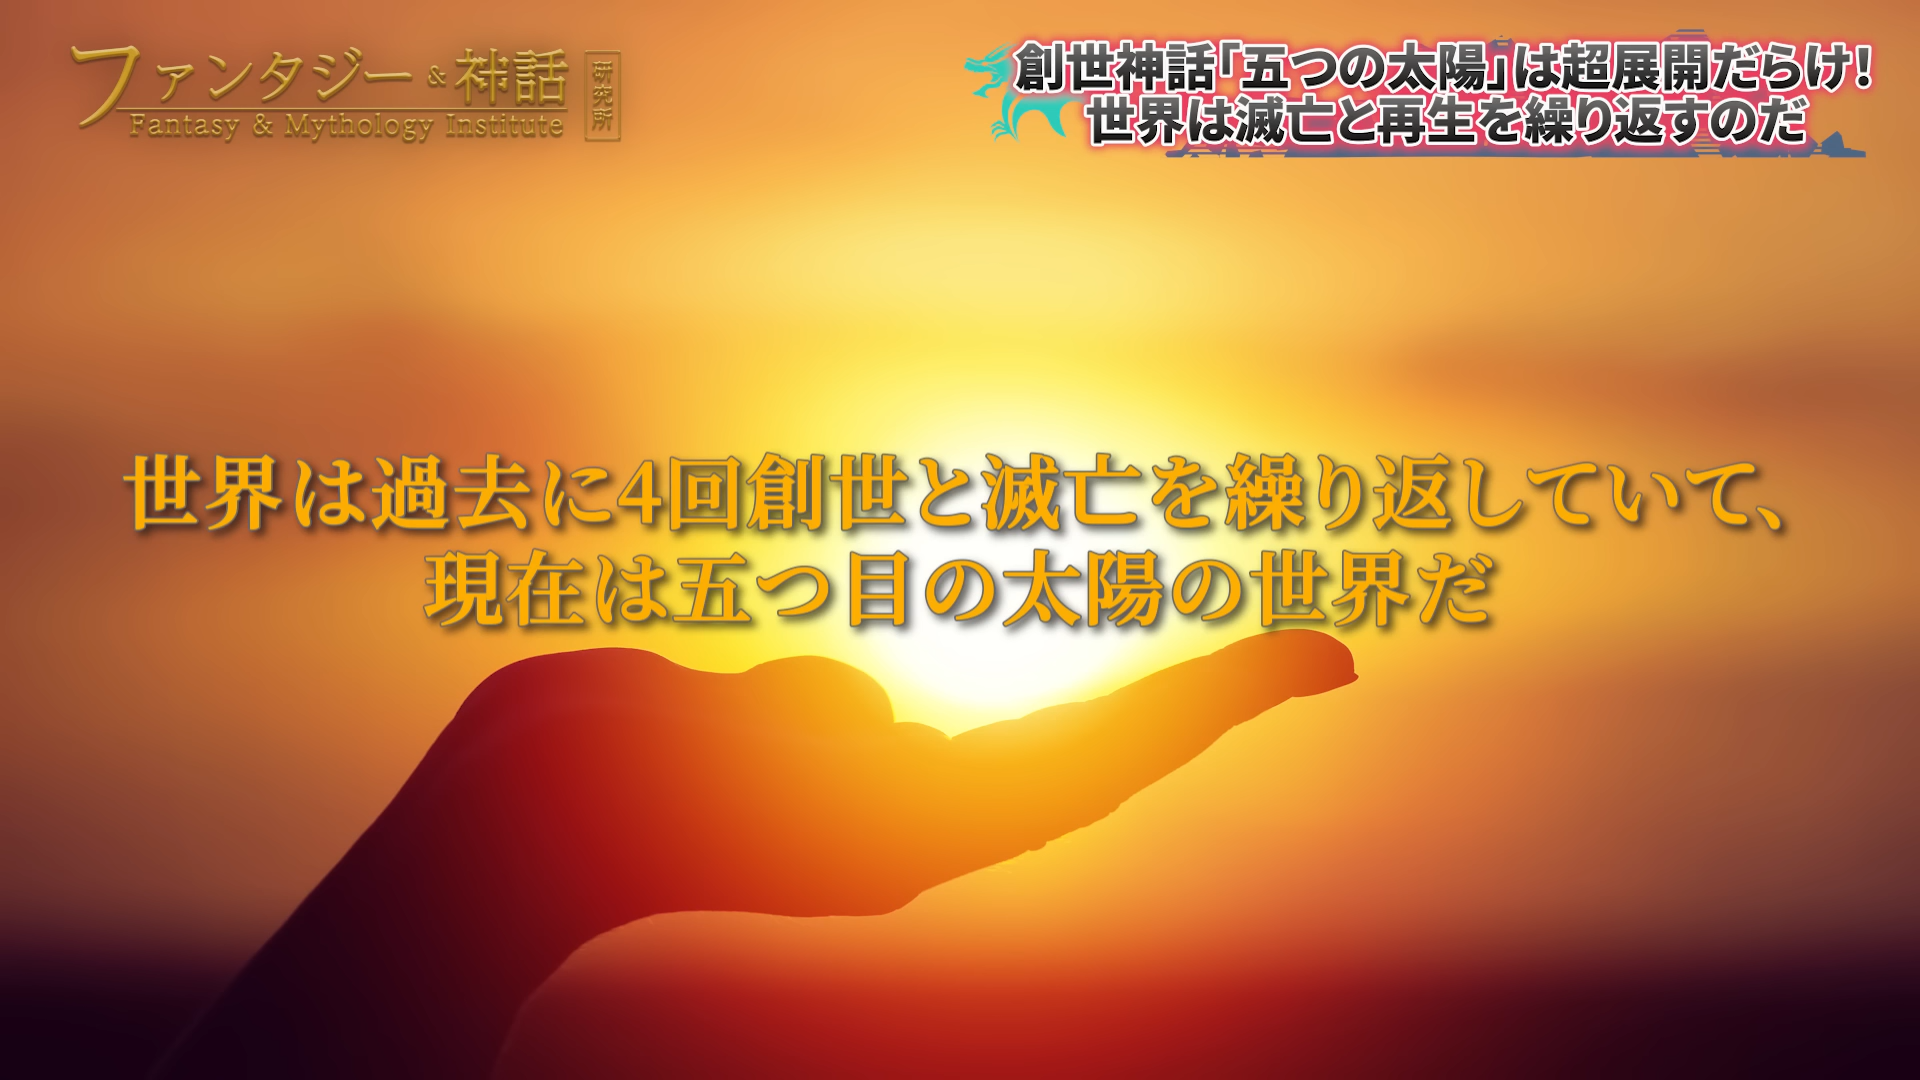 ファンタジー&神話 研究所
Fantasy & Mythology Institute
創世神話「五つの太陽」は超展開だらけ!
世界は滅亡と再生を繰り返すのだ
世界は過去に4回創世と滅亡を繰り返していて、
現在は五つ目の太陽の世界だ